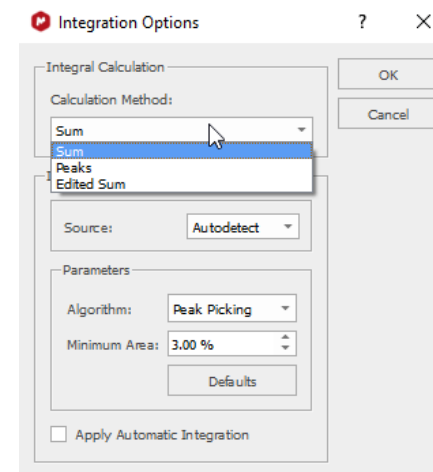 Integration Options
?
Integral Calculation
OK
Calculation Method:
Cancel
Sum
Sum
Peaks
Edited Sum
Source:
Autodetect
Parameters
Algorithm:
Peak Picking
Minimum Area:
3.00 %
Defaults
Apply Automatic Integration